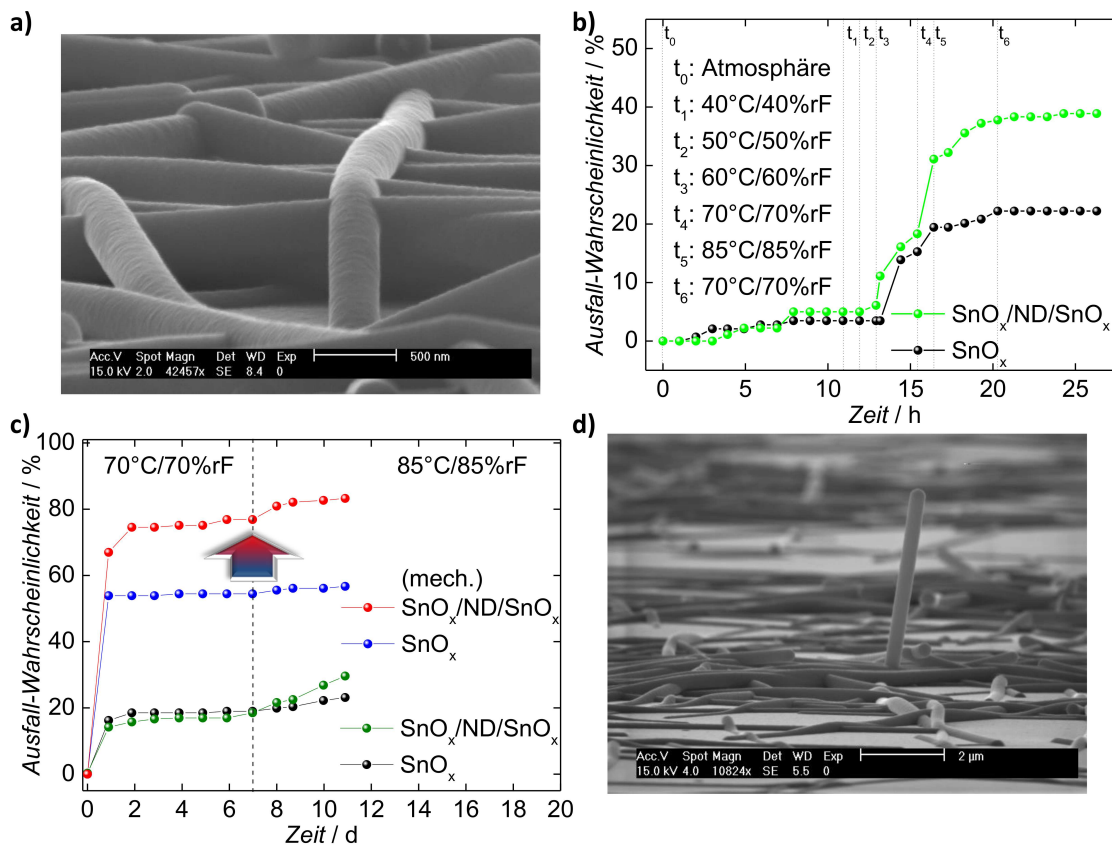 a)
Acc.V Spot Magn Det WD Exp
15.0 kV 2.0 42457x SE 8.4 0 500 nm
b)
Ausfall-Wahrscheinlichkeit / %
50
40
30
20
10
0
t₀ t₁ t₂ t₃ t₄ t₅ t₆
t₀: Atmosphäre
t₁: 40°C/40%rF
t₂: 50°C/50%rF
t₃: 60°C/60%rF
t₄: 70°C/70%rF
t₅: 85°C/85%rF
t₆: 70°C/70%rF
SnOₓ/ND/SnOₓ
SnOₓ
0 5 10 15 20 25
Zeit / h
c)
Ausfall-Wahrscheinlichkeit / %
100
80
60
40
20
0
70°C/70%rF 85°C/85%rF
(mech.)
SnOₓ/ND/SnOₓ
SnOₓ
SnOₓ/ND/SnOₓ
SnOₓ
0 2 4 6 8 10 12 14 16 18 20
Zeit / d
d)
Acc.V Spot Magn Det WD Exp
15.0 kV 4.0 10824x SE 5.5 0 2 µm